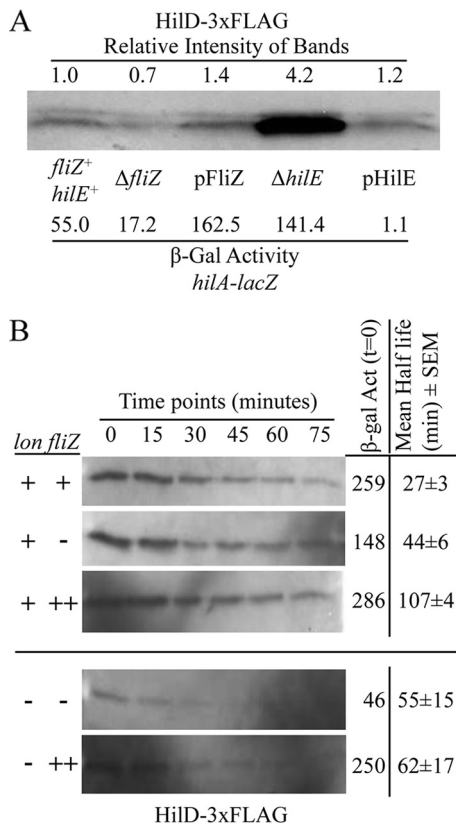 A
HilD-3xFLAG
Relative Intensity of Bands
1.0 0.7 1.4 4.2 1.2
fliZ⁺ hilE⁺ ΔfliZ pFliZ ΔhilE pHilE
55.0 17.2 162.5 141.4 1.1
β-Gal Activity
hilA-lacZ
B
Time points (minutes)
β-gal Act (t=0)
Mean Half life
(min) ± SEM
lon fliZ 0 15 30 45 60 75
+ + 259 27±3
+ - 148 44±6
+ ++ 286 107±4
- - 46 55±15
- ++ 250 62±17
HilD-3xFLAG